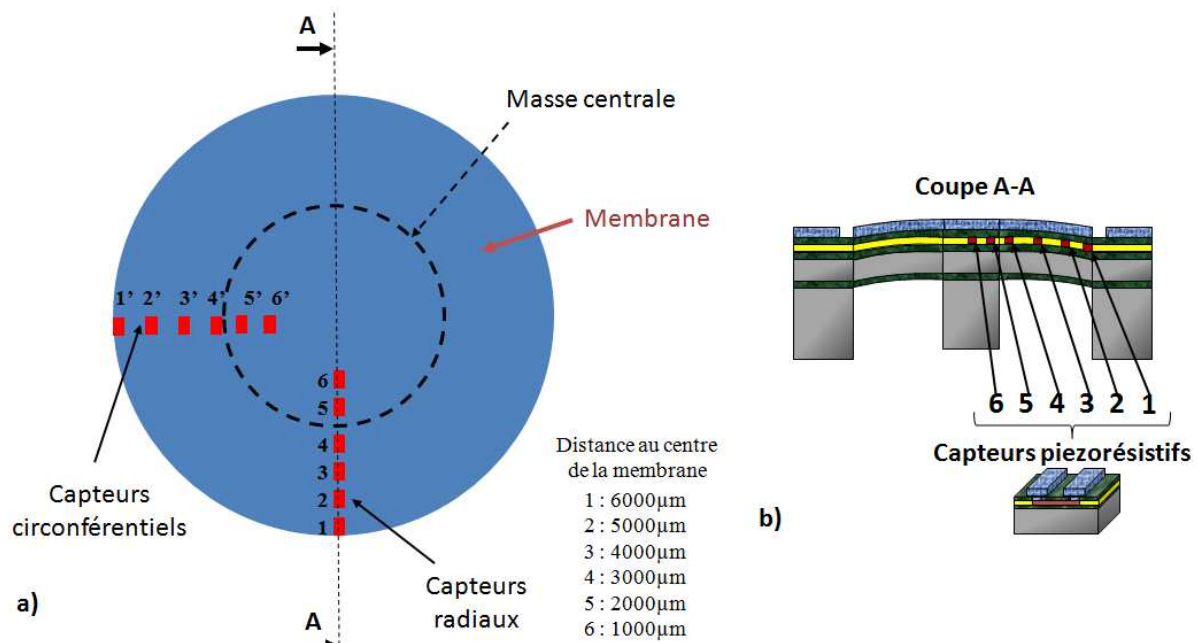 A
Masse centrale
Membrane
1’ 2’ 3’ 4’ 5’ 6’
6
5
4
3
2
1
Capteurs
circonférentiels
Capteurs
radiaux
Distance au centre
de la membrane
1 : 6000µm
2 : 5000µm
3 : 4000µm
4 : 3000µm
5 : 2000µm
6 : 1000µm
A
a)
Coupe A-A
6 5 4 3 2 1
Capteurs piezorésistifs
b)